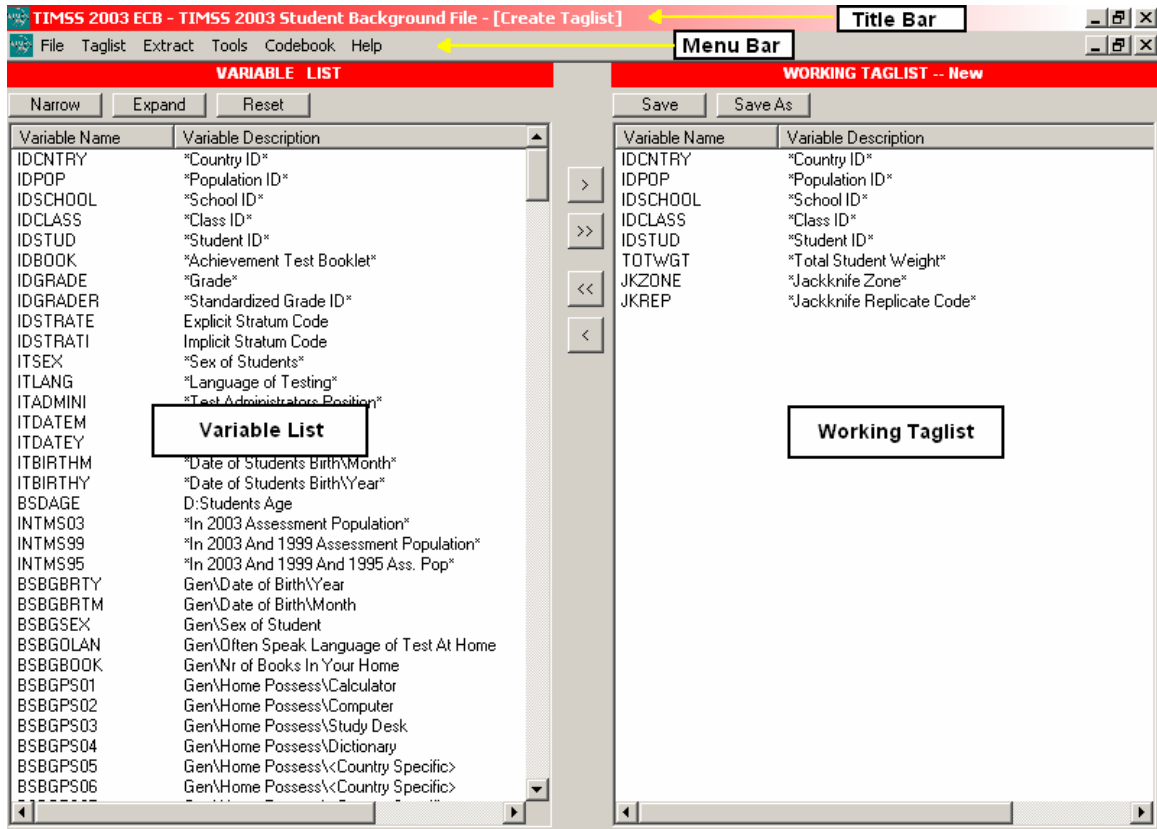 TIMSS 2003 ECB - TIMSS 2003 Student Background File - [Create Taglist]
Title Bar
File Taglist Extract Tools Codebook Help
Menu Bar
VARIABLE LIST
Narrow Expand Reset
Variable Name Variable Description
IDCNTRY *Country ID*
IDPOP *Population ID*
IDSCHOOL *School ID*
IDCLASS *Class ID*
IDSTUD *Student ID*
IDBOOK *Achievement Test Booklet*
IDGRADE *Grade*
IDGRADER *Standardized Grade ID*
IDSTRATE Explicit Stratum Code
IDSTRATI Implicit Stratum Code
ITSEX *Sex of Students*
ITLANG *Language of Testing*
ITADMINI *Test Administrators Position*
ITDATEM
ITDATEY
Variable List
ITBIRTHM *Date of Students Birth\Month*
ITBIRTHY *Date of Students Birth\Year*
BSDAGE D:Students Age
INTMS03 *In 2003 Assessment Population*
INTMS99 *In 2003 And 1999 Assessment Population*
INTMS95 *In 2003 And 1999 And 1995 Ass. Pop*
BSBGBRTY Gen\Date of Birth\Year
BSBGBRTM Gen\Date of Birth\Month
BSBGSEX Gen\Sex of Student
BSBGOLAN Gen\Often Speak Language of Test At Home
BSBGBOOK Gen\Nr of Books In Your Home
BSBGPS01 Gen\Home Possess\Calculator
BSBGPS02 Gen\Home Possess\Computer
BSBGPS03 Gen\Home Possess\Study Desk
BSBGPS04 Gen\Home Possess\Dictionary
BSBGPS05 Gen\Home Possess\<Country Specific>
BSBGPS06 Gen\Home Possess\<Country Specific>
>
>>
<<
<
WORKING TAGLIST -- New
Save Save As
Variable Name Variable Description
IDCNTRY *Country ID*
IDPOP *Population ID*
IDSCHOOL *School ID*
IDCLASS *Class ID*
IDSTUD *Student ID*
TOTWGT *Total Student Weight*
JKZONE *Jackknife Zone*
JKREP *Jackknife Replicate Code*
Working Taglist